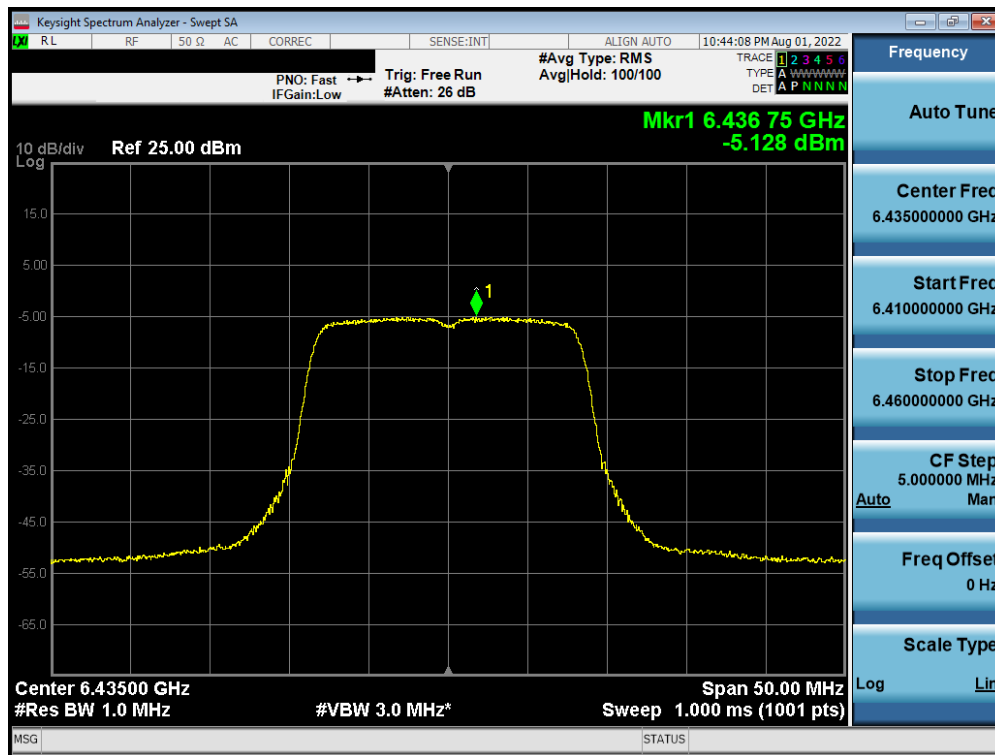 Keysight Spectrum Analyzer - Swept SA
LXI RL RF 50 Ω AC CORREC SENSE:INT ALIGN AUTO 10:44:08 PM Aug 01, 2022
PNO: Fast
IFGain:Low
Trig: Free Run
#Atten: 26 dB
#Avg Type: RMS
Avg|Hold: 100/100
TRACE 1 2 3 4 5 6
TYPE A WWWWW
DET A P N N N N
Mkr1 6.436 75 GHz
-5.128 dBm
10 dB/div Ref 25.00 dBm
Log
15.0
5.00
-5.00
-15.0
-25.0
-35.0
-45.0
-55.0
-65.0
1
Center 6.43500 GHz Span 50.00 MHz
#Res BW 1.0 MHz #VBW 3.0 MHz* Sweep 1.000 ms (1001 pts)
MSG STATUS
Frequency
Auto Tune
Center Freq
6.435000000 GHz
Start Freq
6.410000000 GHz
Stop Freq
6.460000000 GHz
CF Step
5.000000 MHz
Auto Man
Freq Offset
0 Hz
Scale Type
Log Lin